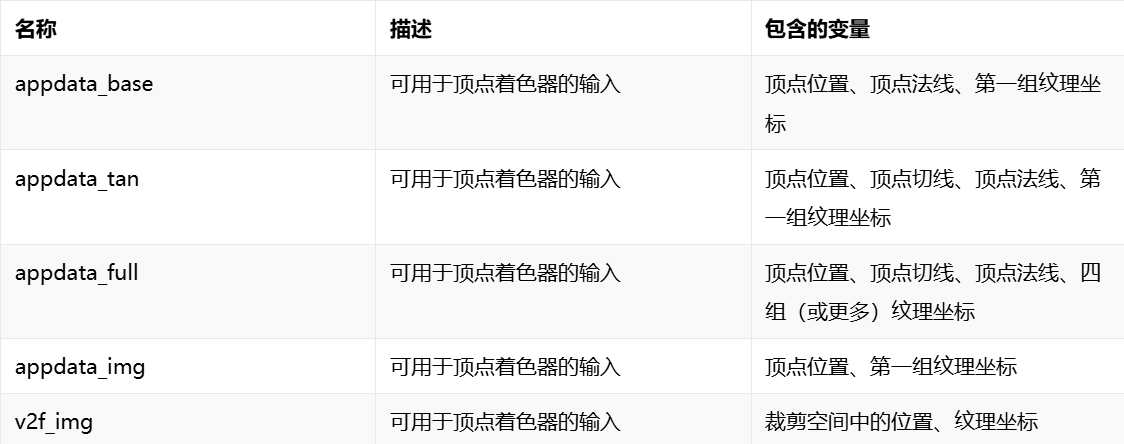 名称 描述 包含的变量
appdata_base 可用于顶点着色器的输入 顶点位置、顶点法线、第一组纹理坐
标
appdata_tan 可用于顶点着色器的输入 顶点位置、顶点切线、顶点法线、第
一组纹理坐标
appdata_full 可用于顶点着色器的输入 顶点位置、顶点切线、顶点法线、四
组（或更多）纹理坐标
appdata_img 可用于顶点着色器的输入 顶点位置、第一组纹理坐标
v2f_img 可用于顶点着色器的输入 裁剪空间中的位置、纹理坐标